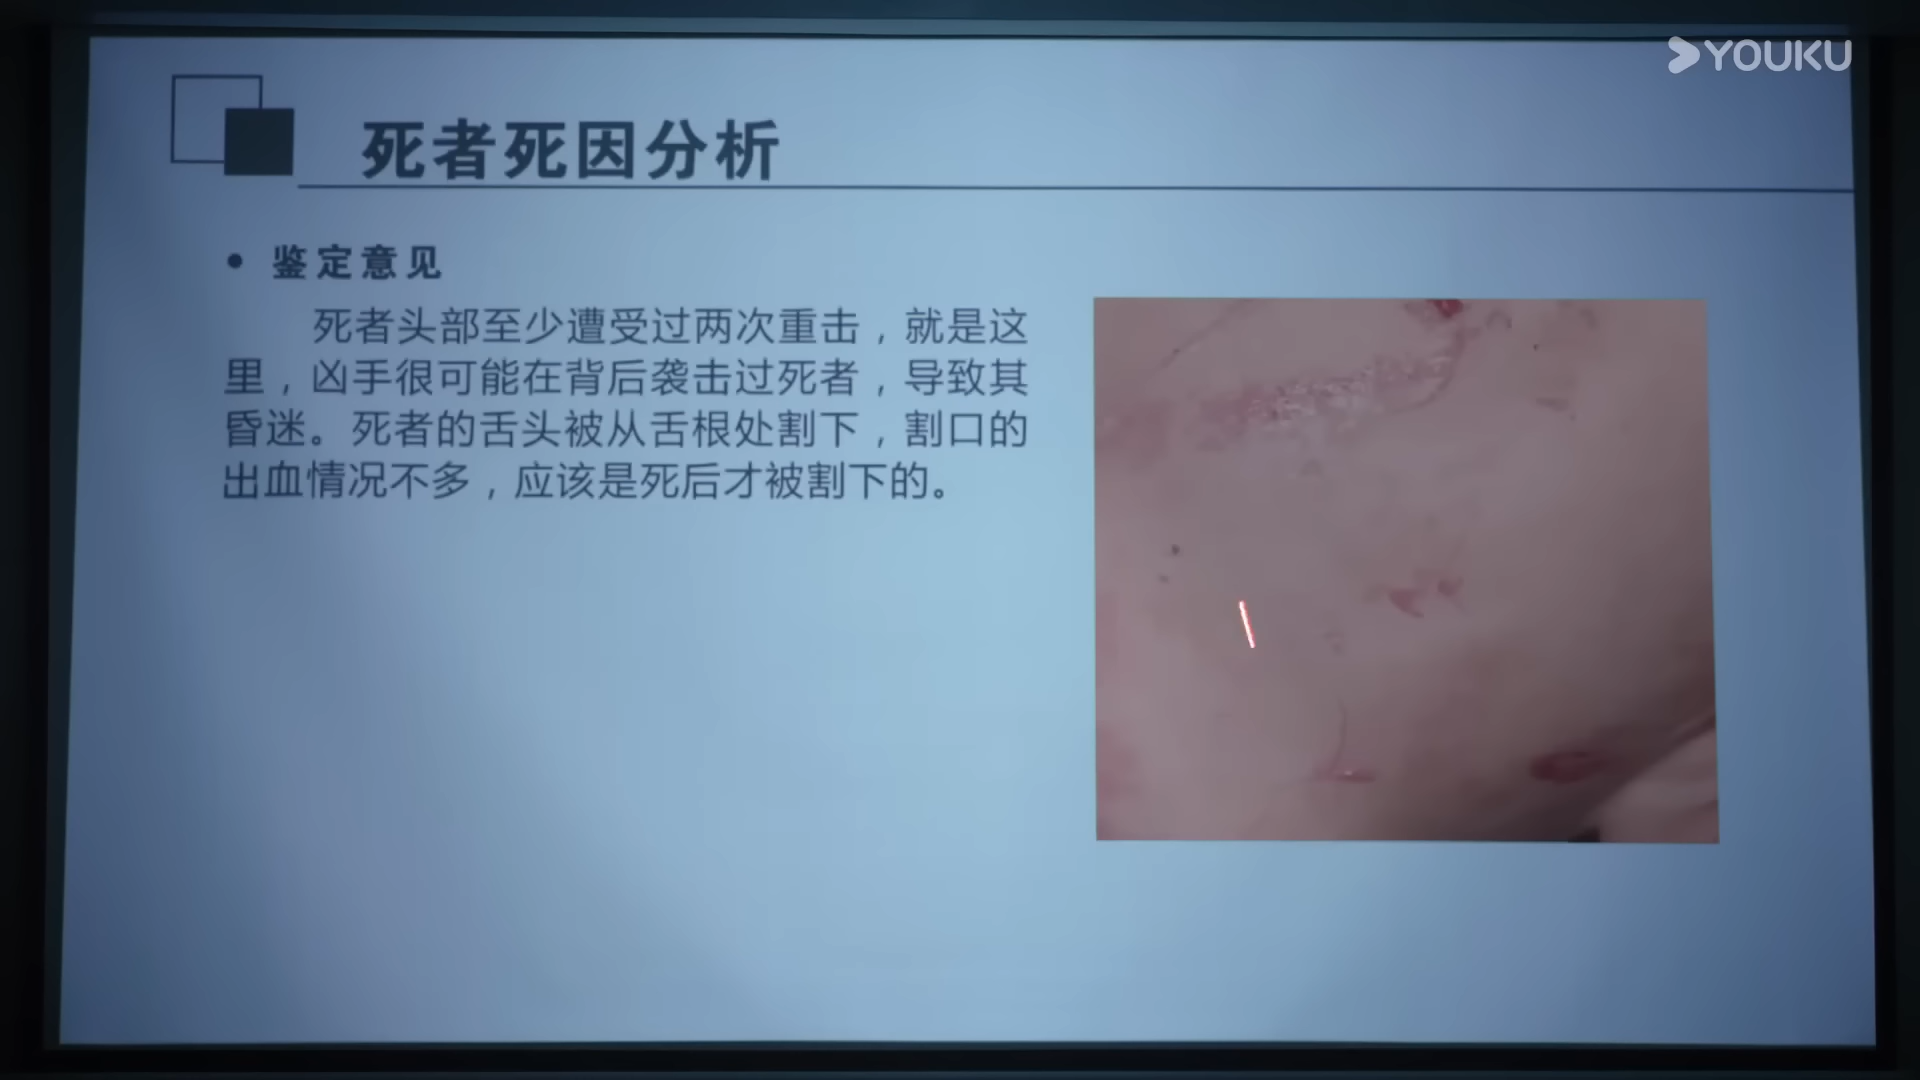 YOUKU
死者死因分析
• 鉴定意见
死者头部至少遭受过两次重击，就是这
里，凶手很可能在背后袭击过死者，导致其
昏迷。死者的舌头被从舌根处割下，割口的
出血情况不多，应该是死后才被割下的。